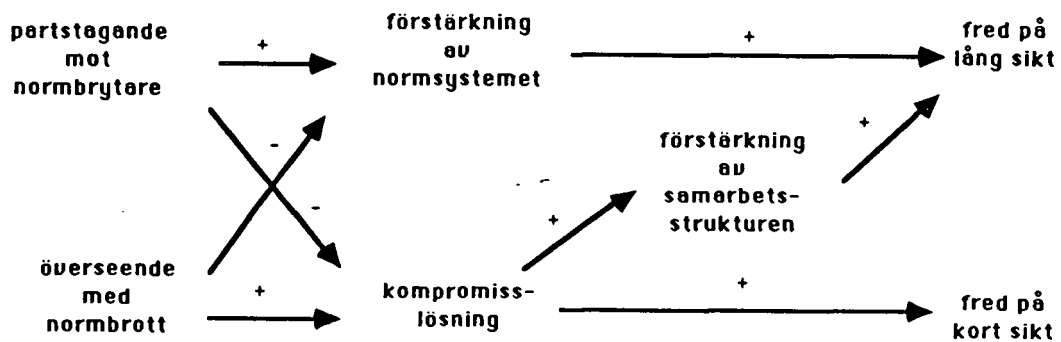 partstagande
mot
normbrytare
+
förstärkning
av
normsystemet
+
fred på
lång sikt
-
-
förstärkning
av
samarbets-
strukturen
+
+
överseende
med
normbrott
+
kompromiss-
lösning
+
fred på
kort sikt